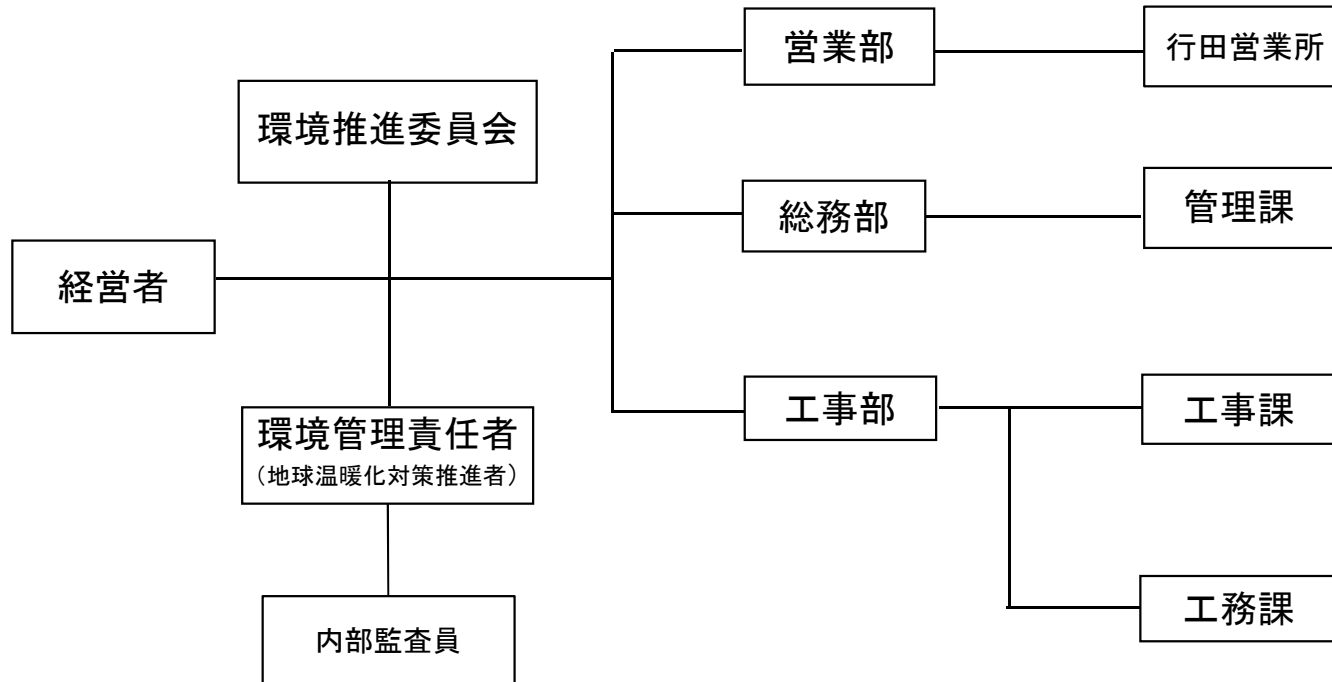 営業部
行田営業所
環境推進委員会
総務部
管理課
経営者
工事部
工事課
環境管理責任者
（地球温暖化対策推進者）
工務課
内部監査員